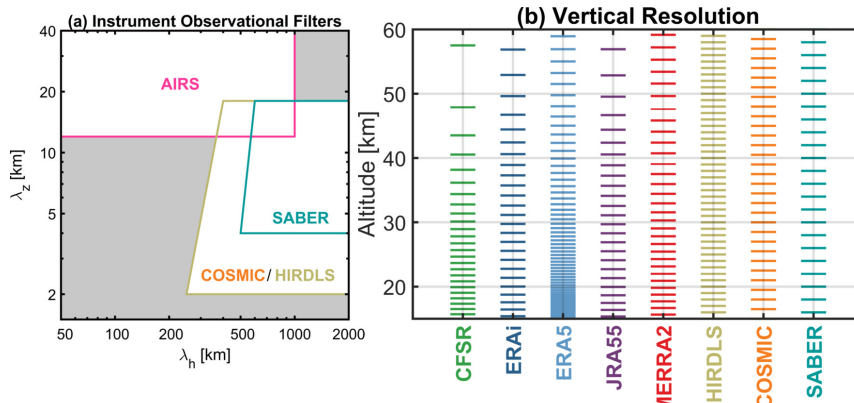 (a) Instrument Observational Filters
40
20
10
5
2
λz [km]
AIRS
SABER
COSMIC / HIRDLS
50 100 200 500 1000 2000
λh [km]
(b) Vertical Resolution
60
50
40
30
20
Altitude [km]
CFSR
ERAi
ERA5
JRA55
MERRA2
HIRDLS
COSMIC
SABER